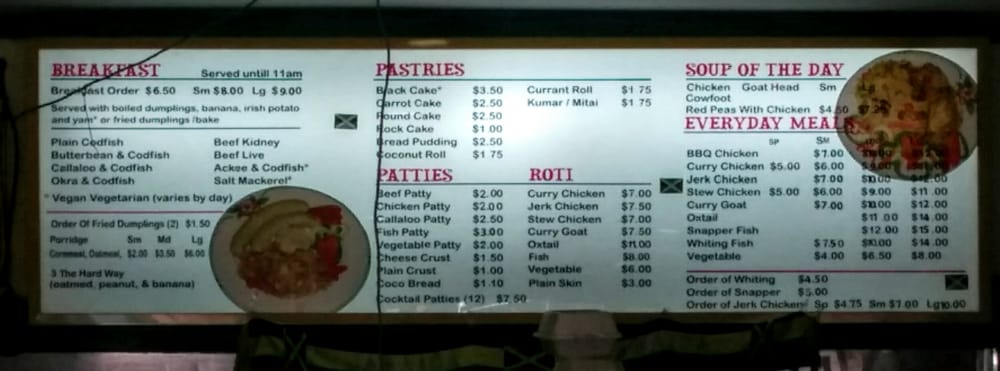 BREAKFAST Served untill 11am
Breakfast Order $6.50 Sm $8.00 Lg $9.00
Served with boiled dumplings, banana, irish potato
and yam* or fried dumplings /bake
Plain Codfish Beef Kidney
Butterbean & Codfish Beef Live
Callaloo & Codfish Ackee & Codfish*
Okra & Codfish Salt Mackerel*
* Vegan Vegetarian (varies by day)
Order Of Fried Dumplings (2) $1.50
Porridge Sm Md Lg
Cornmeal, Oatmeal, $2.00 $3.50 $6.00
3 The Hard Way
(oatmed, peanut, & banana)
PASTRIES
Black Cake* $3.50 Currant Roll $1 75
Carrot Cake $2.50 Kumar / Mitai $1 75
Pound Cake $2.50
Rock Cake $1.00
Bread Pudding $2.50
Coconut Roll $1 75
PATTIES ROTI
Beef Patty $2.00 Curry Chicken $7.00
Chicken Patty $2.00 Jerk Chicken $7.50
Callaloo Patty $2.50 Stew Chicken $7.00
Fish Patty $3.00 Curry Goat $7.50
Vegetable Patty $2.00 Oxtail $11.00
Cheese Crust $1.50 Fish $8.00
Plain Crust $1.00 Vegetable $6.00
Coco Bread $1.10 Plain Skin $3.00
Cocktail Patties (12) $7.50
SOUP OF THE DAY
Chicken Goat Head Sm
Cowfoot
Red Peas With Chicken $4.50
EVERYDAY MEALS
SP SM
BBQ Chicken $7.00
Curry Chicken $5.00 $6.00
Jerk Chicken $7.00 $10.00 $12.00
Stew Chicken $5.00 $6.00 $9.00 $11.00
Curry Goat $7.00 $12.00
Oxtail $11.00 $14.00
Snapper Fish $12.00 $15.00
Whiting Fish $7.50 $10.00 $14.00
Vegetable $4.00 $6.50 $8.00
Order of Whiting $4.50
Order of Snapper $5.00
Order of Jerk Chicken Sp $4.75 Sm $7.00 Lg10.00